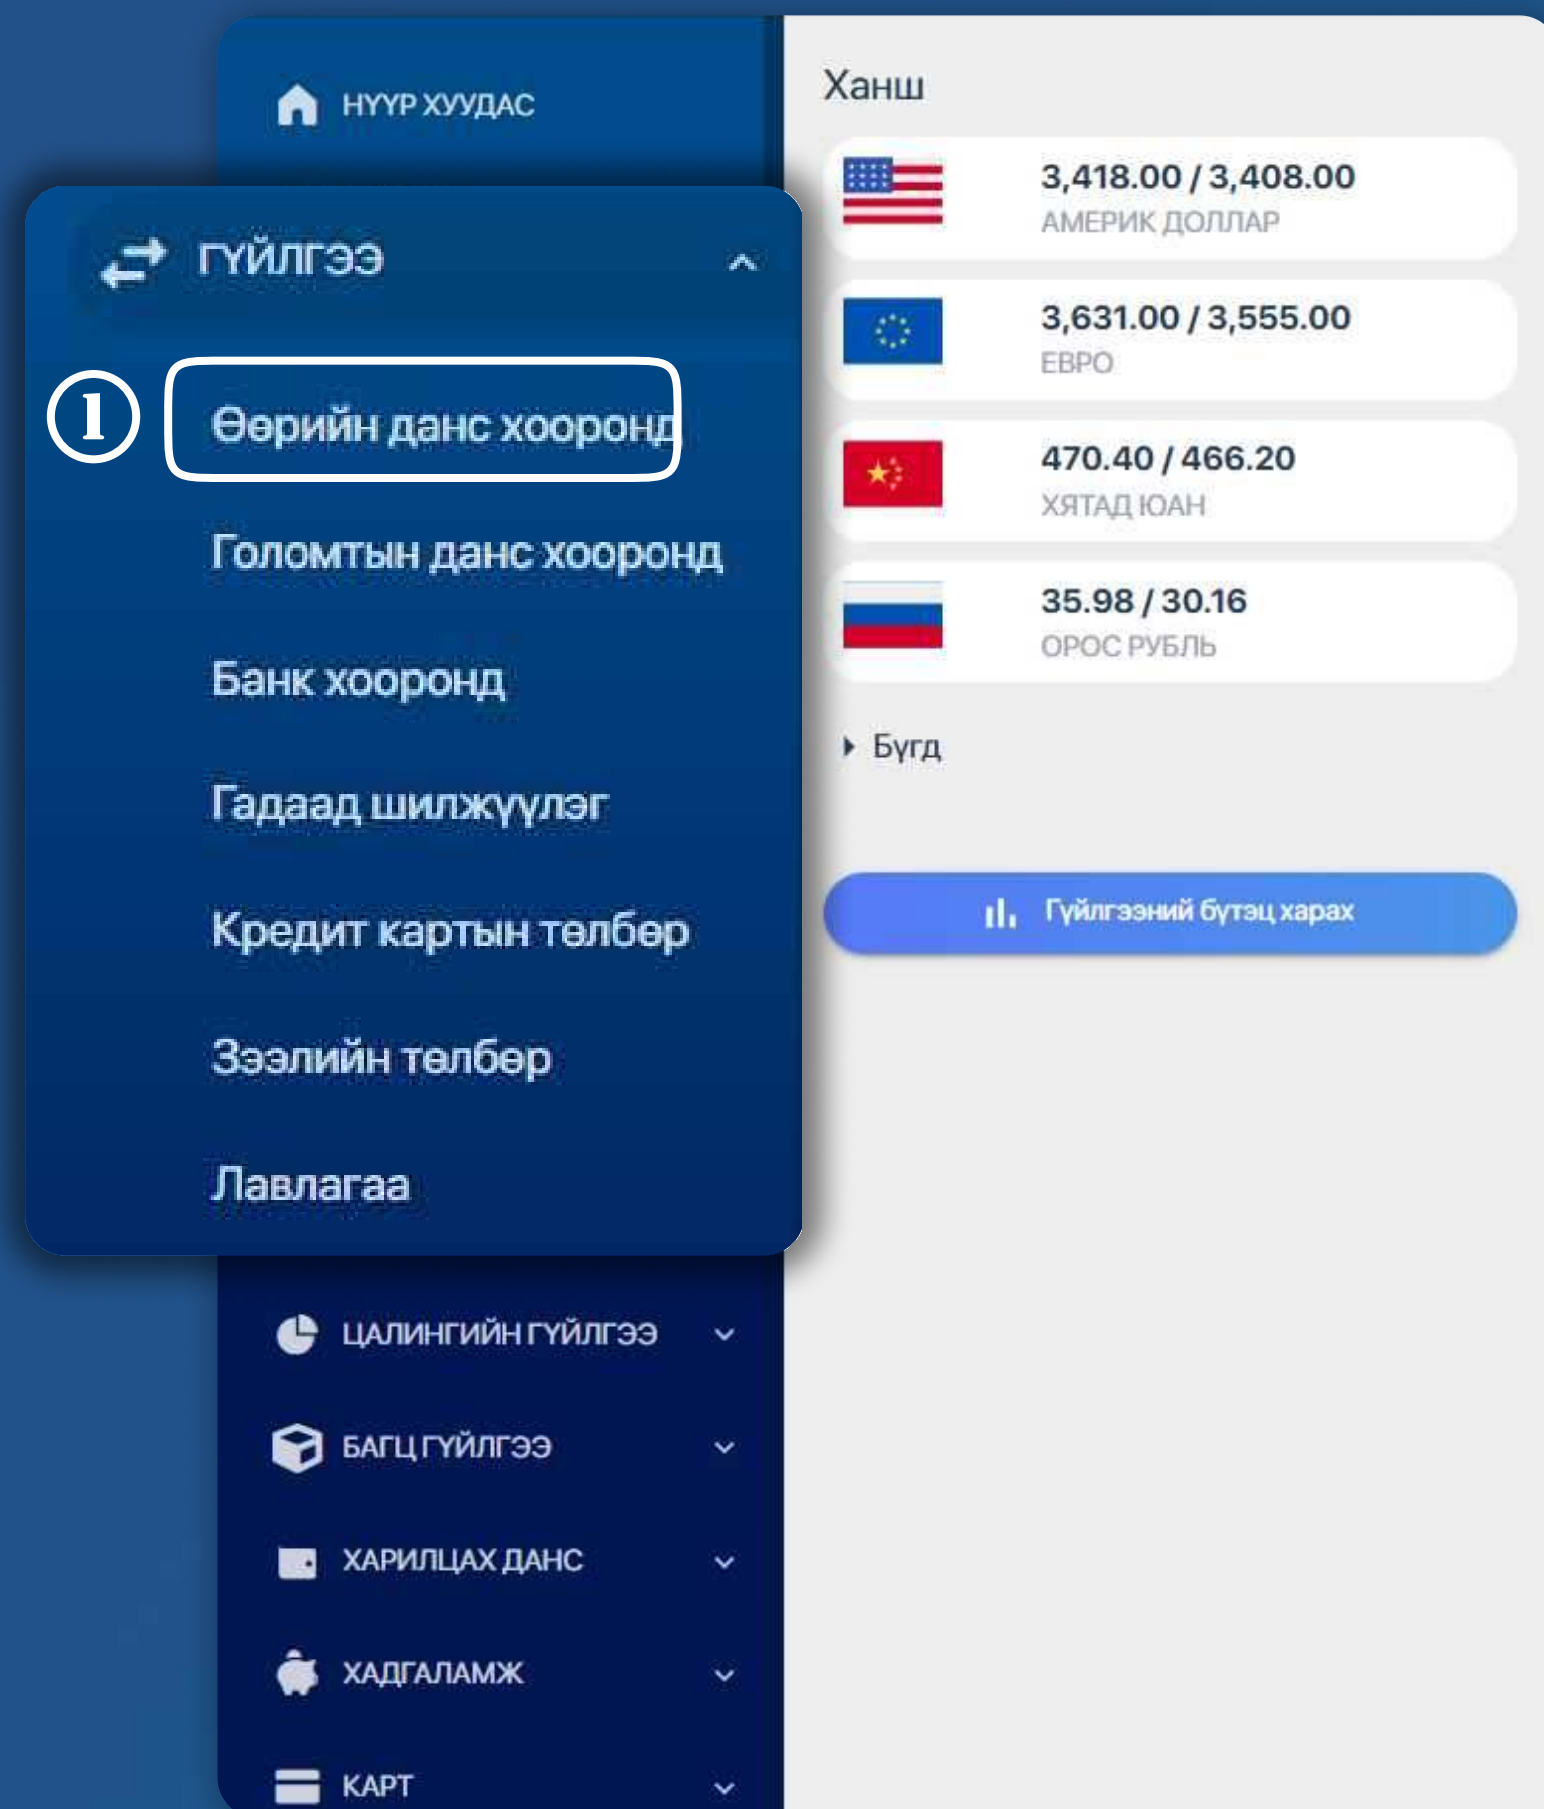 НҮҮР ХУУДАС
ГҮЙЛГЭЭ
1
Өөрийн данс хооронд
Голомтын данс хооронд
Банк хооронд
Гадаад шилжүүлэг
Кредит картын төлбөр
Зээлийн төлбөр
Лавлагаа
ЦАЛИНГИЙН ГҮЙЛГЭЭ
БАГЦ ГҮЙЛГЭЭ
ХАРИЛЦАХ ДАНС
ХАДГАЛАМЖ
КАРТ
Ханш
3,418.00 / 3,408.00
АМЕРИК ДОЛЛАР
3,631.00 / 3,555.00
ЕВРО
470.40 / 466.20
ХЯТАД ЮАН
35.98 / 30.16
ОРОС РУБЛЬ
Бүгд
Гүйлгээний бүтэц харах